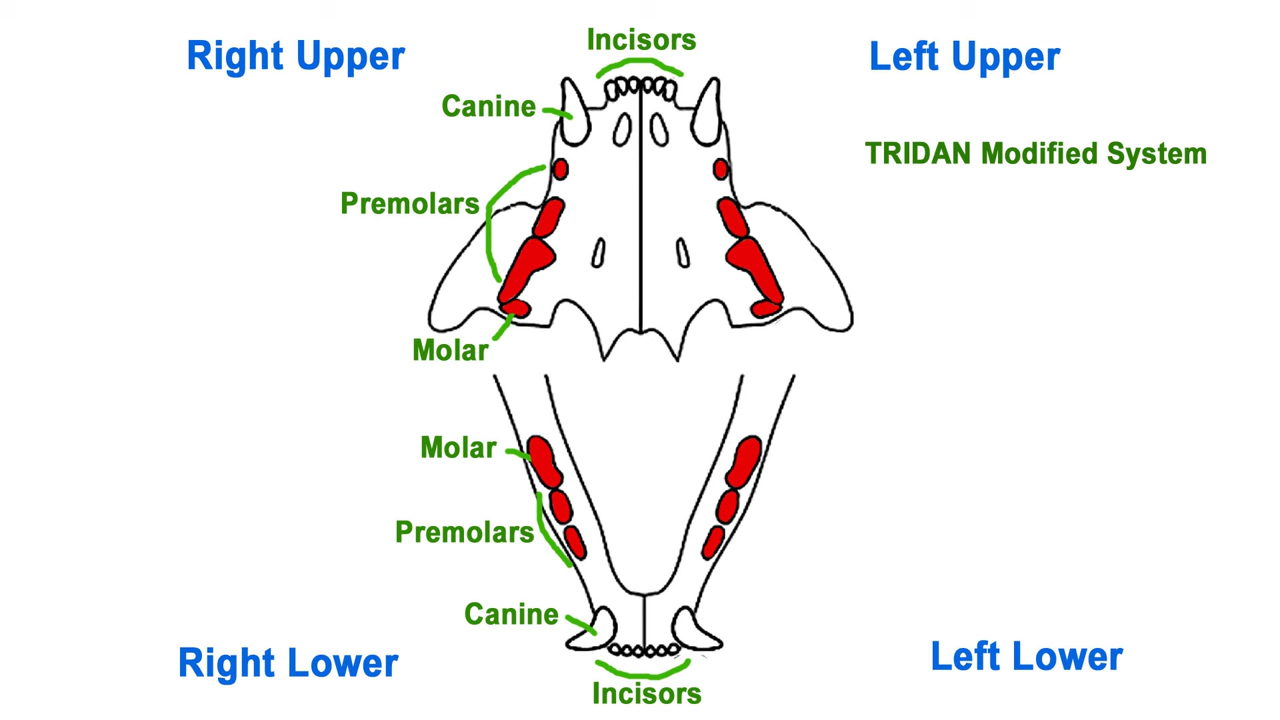 Incisors
Right Upper
Left Upper
Canine
TRIDAN Modified System
Premolars
Molar
Molar
Premolars
Canine
Right Lower
Left Lower
Incisors